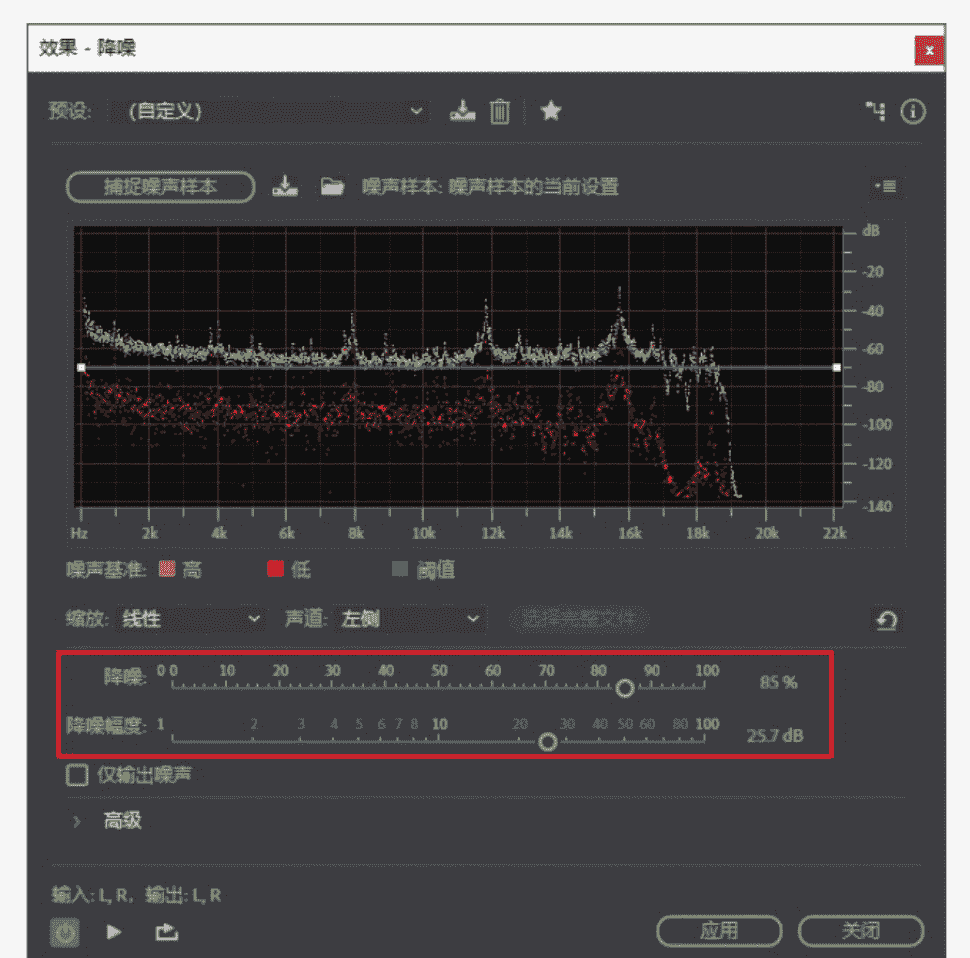 效果 - 降噪
x
预设: (自定义)
捕捉噪声样本 噪声样本: 噪声样本的当前设置
dB
-20
-40
-60
-80
-100
-120
-140
Hz 2k 4k 6k 8k 10k 12k 14k 16k 18k 20k 22k
噪声基准: 高 低 阈值
缩放: 线性 声道: 左侧 选择完整文件
降噪: 0 0 10 20 30 40 50 60 70 80 90 100 85 %
降噪幅度: 1 2 3 4 5 6 7 8 10 20 30 40 50 60 80 100 25.7 dB
仅输出噪声
高级
输入: L, R, 输出: L, R
应用 关闭